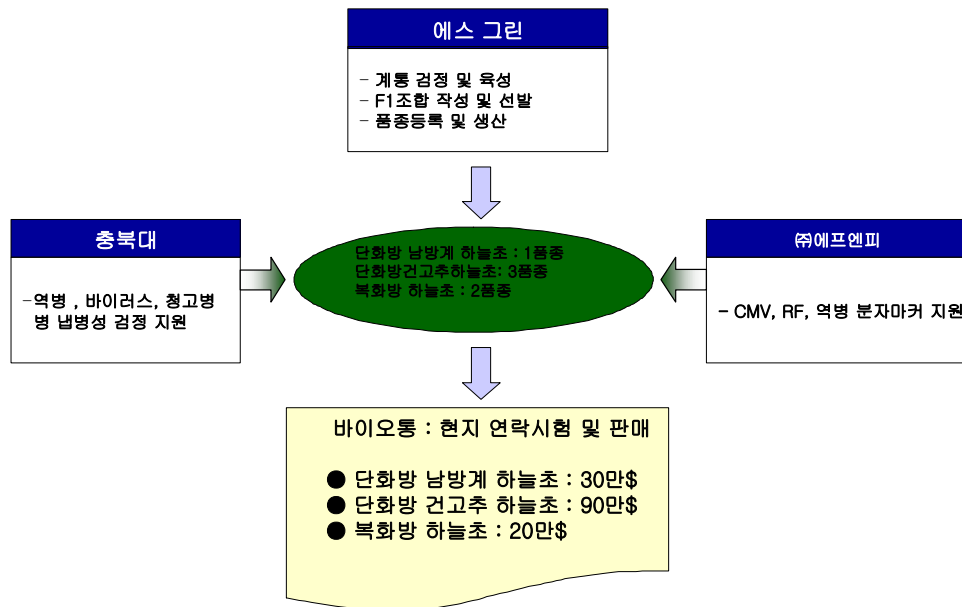 에스 그린
- 계통 검정 및 육성
- F1조합 작성 및 선발
- 품종등록 및 생산
충북대
-역병 , 바이러스, 청고병
병 냅병성 검정 지원
단화방 남방계 하늘초 : 1품종
단화방건고추하늘초: 3품종
복화방 하늘초 : 2품종
㈜에프엔피
- CMV, RF, 역병 분자마커 지원
바이오통 : 현지 연락시험 및 판매
● 단화방 남방계 하늘초 : 30만$
● 단화방 건고추 하늘초 : 90만$
● 복화방 하늘초 : 20만$